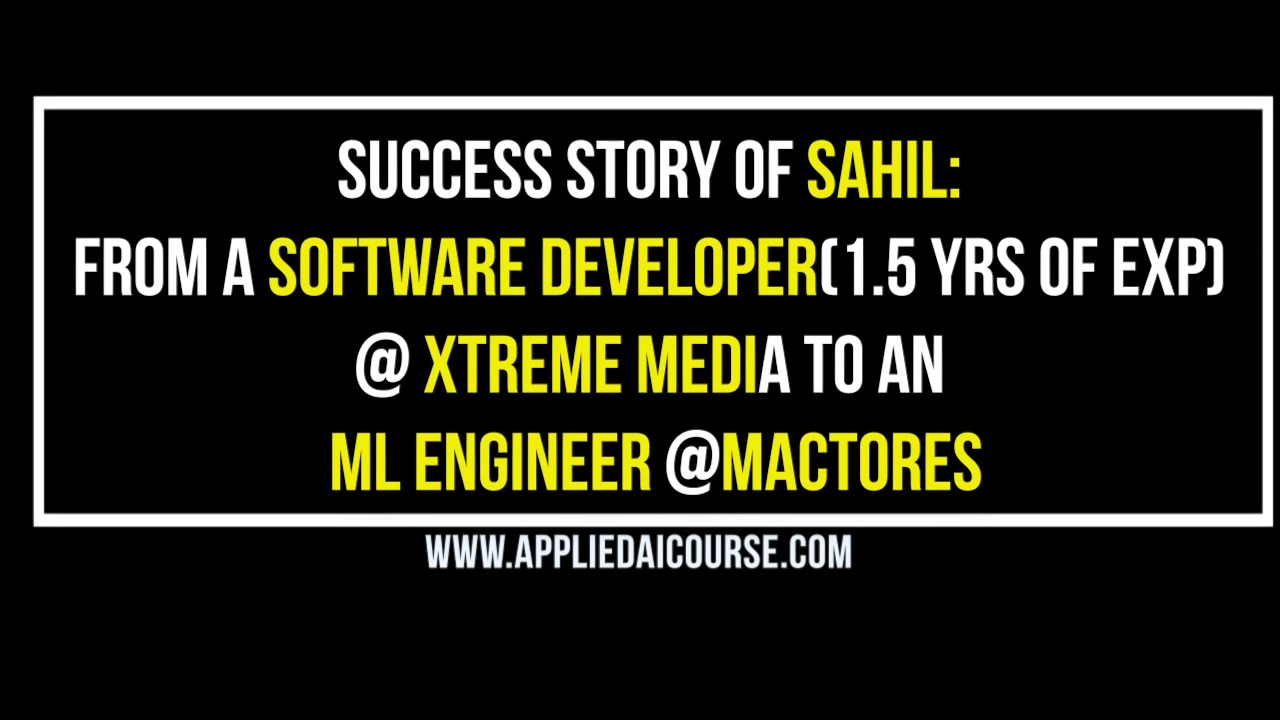 SUCCESS STORY OF SAHIL:
FROM A SOFTWARE DEVELOPER(1.5 YRS OF EXP)
@ XTREME MEDIA TO AN
ML ENGINEER @MACTORES
WWW.APPLIEDAICOURSE.COM